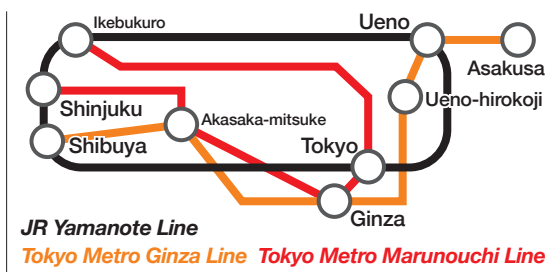 Ikebukuro
Ueno
Asakusa
Shinjuku
Akasaka-mitsuke
Ueno-hirokoji
Shibuya
Tokyo
Ginza
JR Yamanote Line
Tokyo Metro Ginza Line Tokyo Metro Marunouchi Line